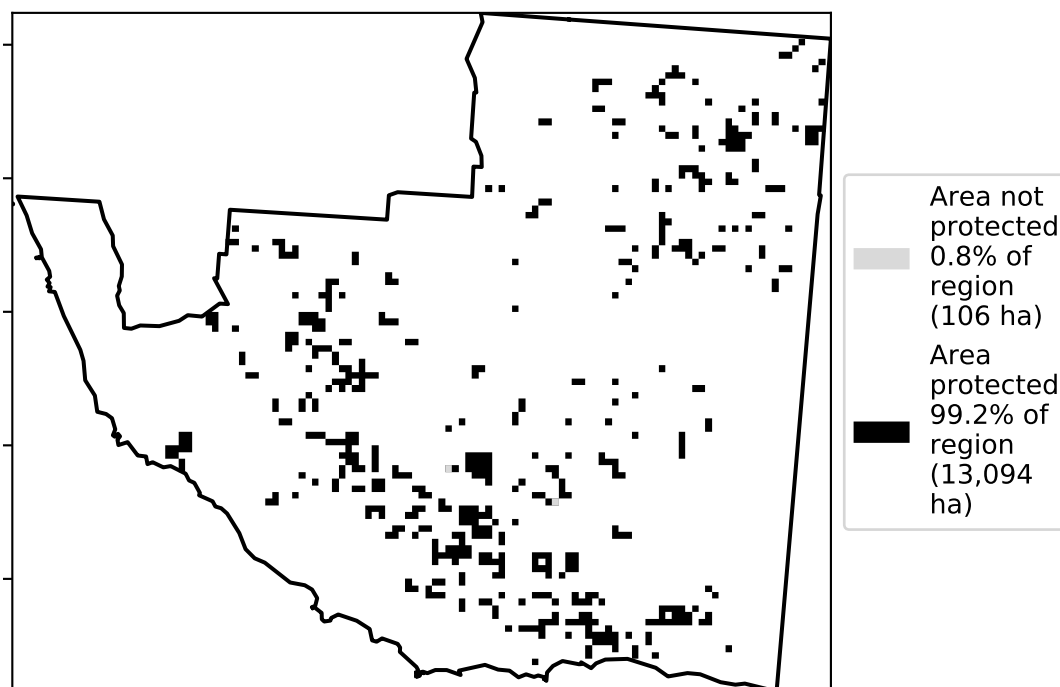 Area not
protected
0.8% of
region
(106 ha)
Area
protected
99.2% of
region
(13,094
ha)